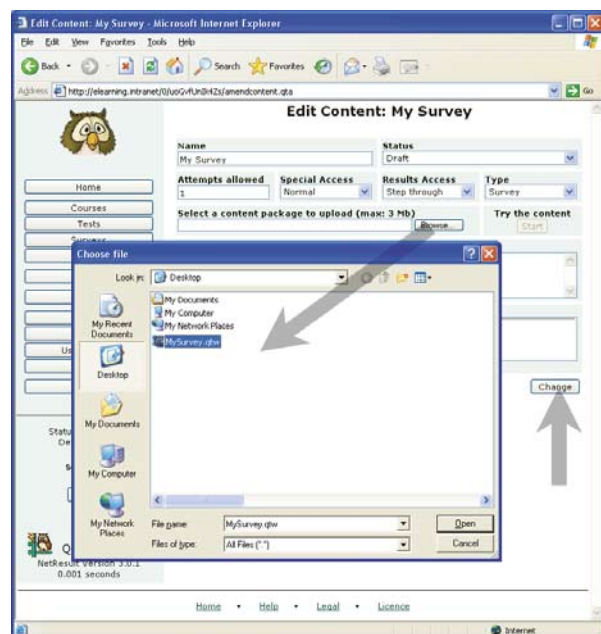 Edit Content: My Survey - Microsoft Internet Explorer
File Edit View Favorites Tools Help
Back Search Favorites
Address http://elearning.intranet/0/uoGvfUn3k4Zs/amendcontent.qta Go
Edit Content: My Survey
Name Status
My Survey Draft
Attempts allowed Special Access Results Access Type
1 Normal Step through Survey
Select a content package to upload (max: 3 Mb) Try the content
Browse... Start
Home
Courses
Tests
Surveys
Us
Choose file
Look in: Desktop
My Recent Documents
Desktop
My Documents
My Computer
My Network Places
My Documents
My Computer
My Network Places
MySurvey.qtw
File name: MySurvey.qtw Open
Files of type: All Files (*.*) Cancel
Change
Statu
De
s
Q
NetResult Version 3.0.1
0.001 seconds
Home • Help • Legal • Licence
Internet